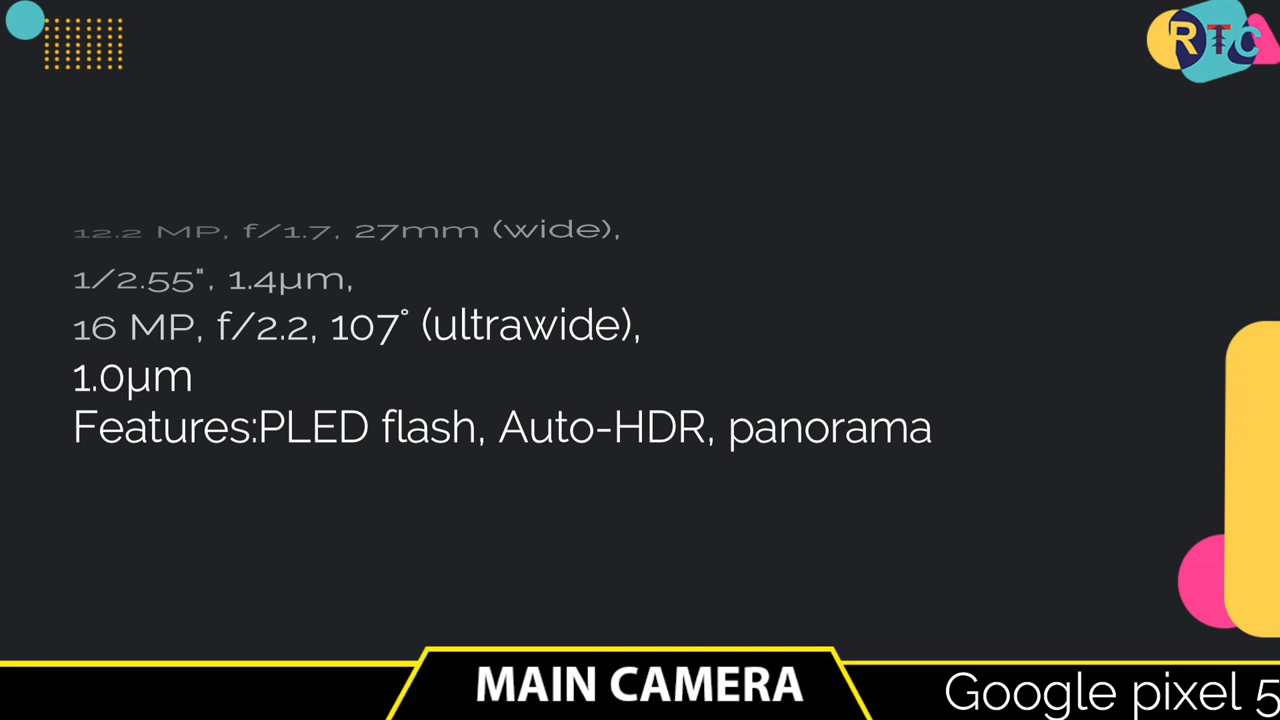 RTC
12.2 MP, f/1.7, 27mm (wide),
1/2.55", 1.4µm,
16 MP, f/2.2, 107° (ultrawide),
1.0µm
Features:PLED flash, Auto-HDR, panorama
MAIN CAMERA
Google pixel 5